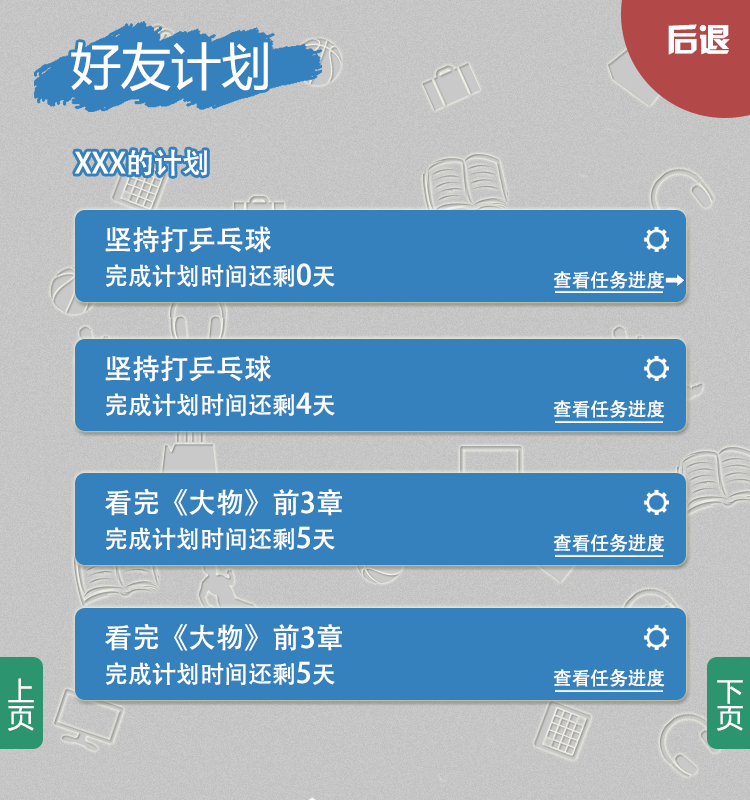 好友计划
后退
XXX的计划
坚持打乒乓球
完成计划时间还剩0天
查看任务进度
坚持打乒乓球
完成计划时间还剩4天
查看任务进度
看完《大物》前3章
完成计划时间还剩5天
查看任务进度
看完《大物》前3章
完成计划时间还剩5天
查看任务进度
上页
下页